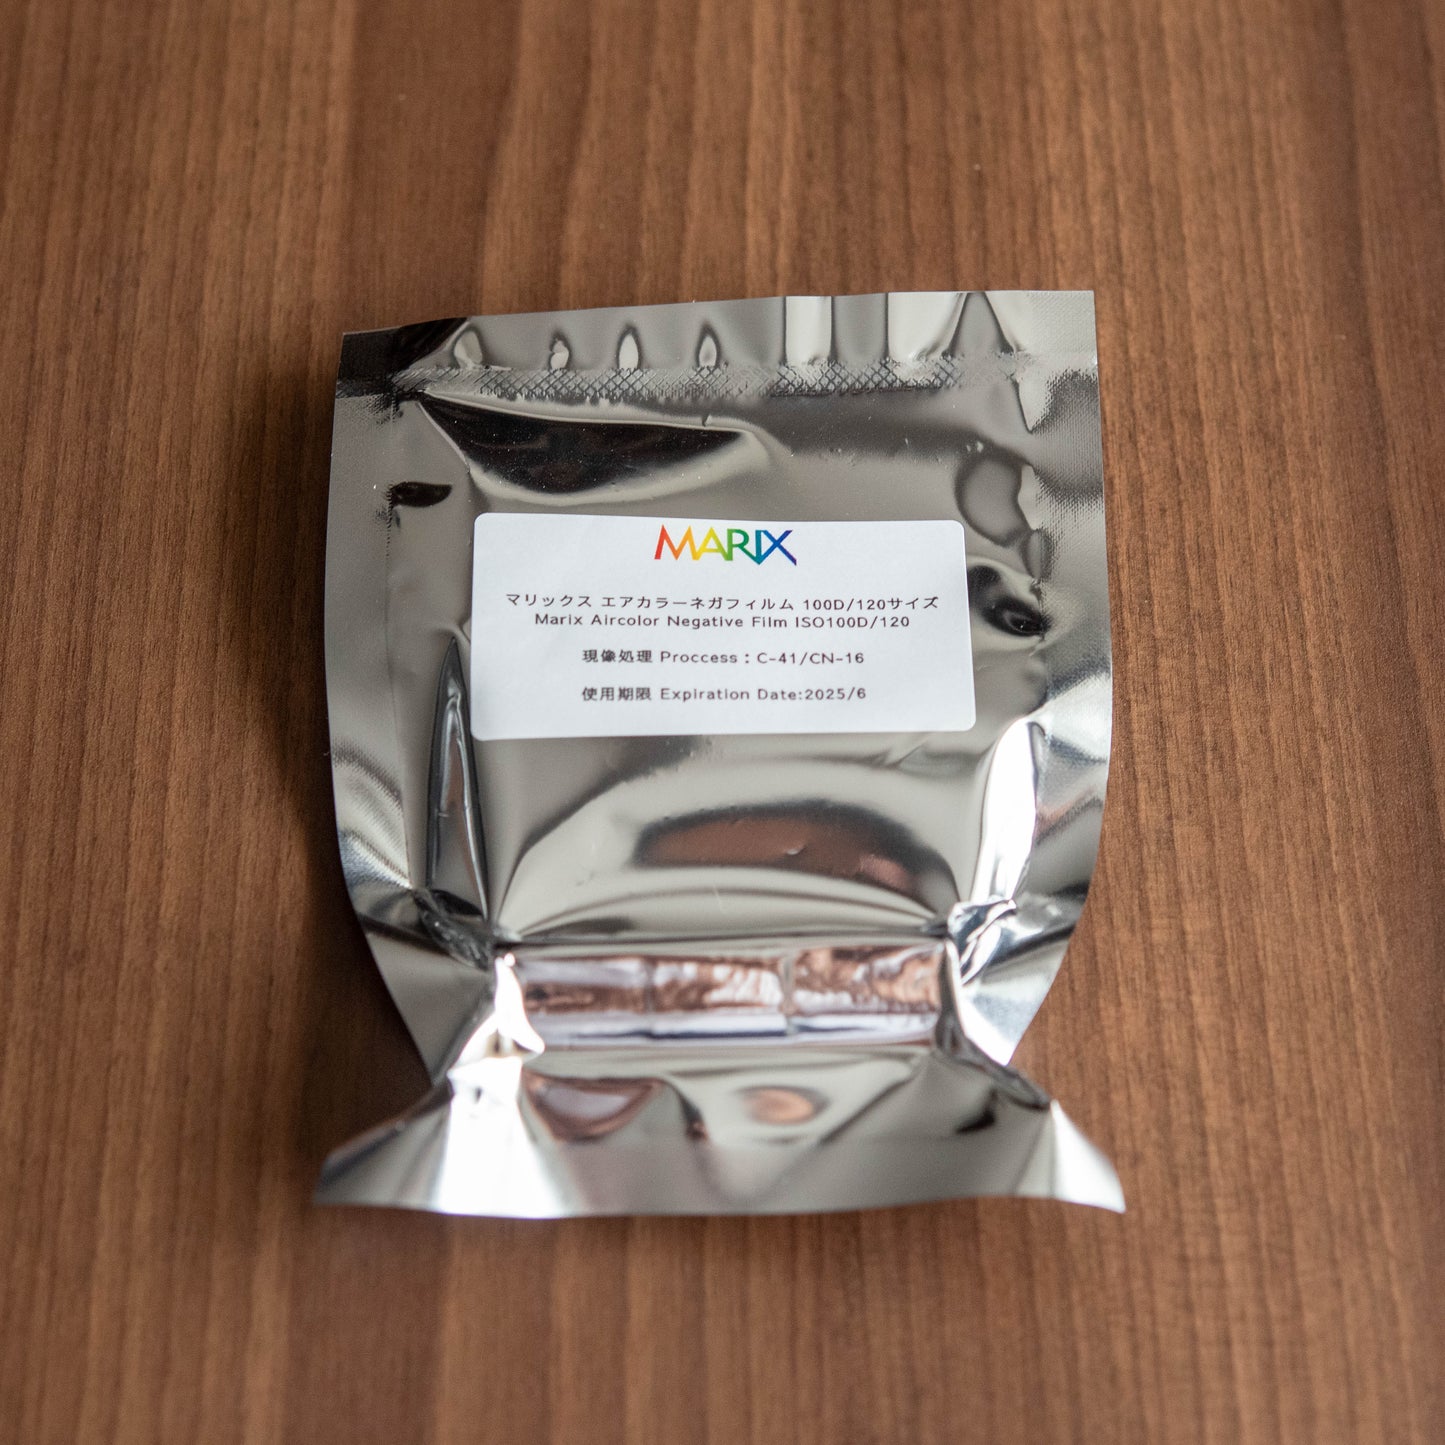 MARIX
マリックス エアカラーネガフィルム 100D/120サイズ
Marix Aircolor Negative Film ISO100D/120
現像処理 Proccess：C-41/CN-16
使用期限 Expiration Date:2025/6